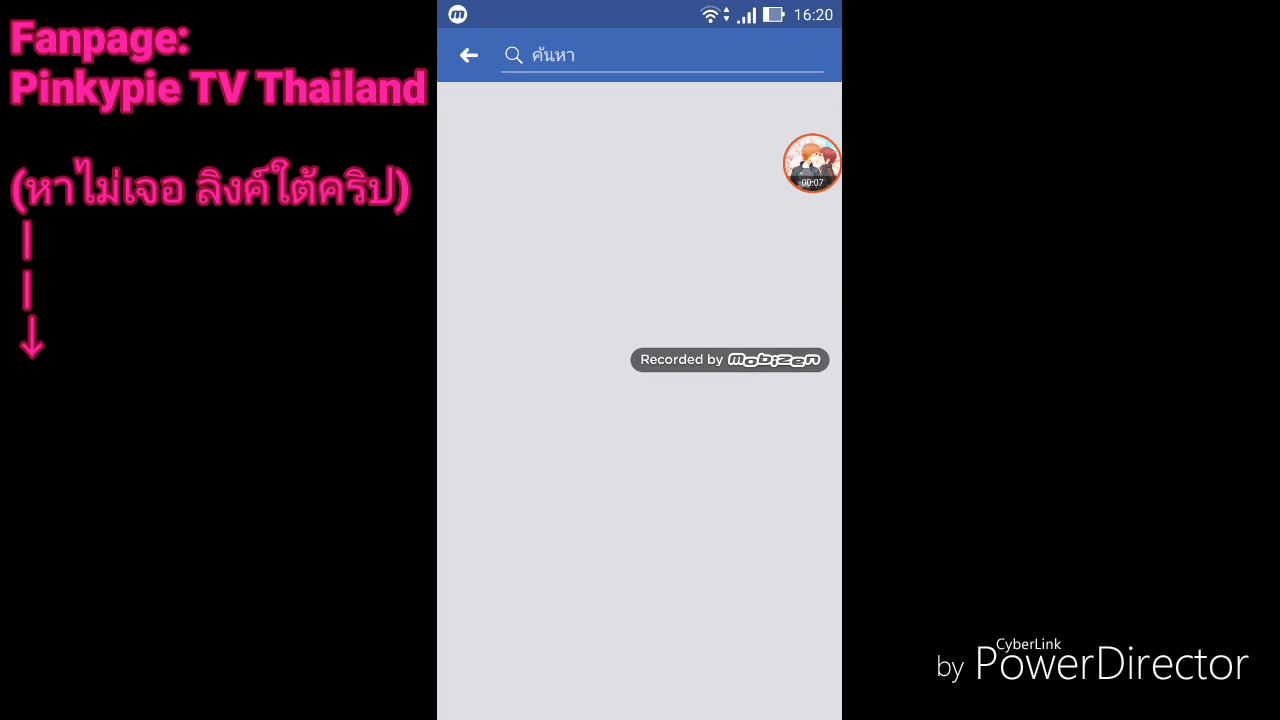 Fanpage:
Pinkypie TV Thailand
(หาไม่เจอ ลิงค์ใต้คริป)
16:20
ค้นหา
00:07
Recorded by mobizen
CyberLink
by PowerDirector